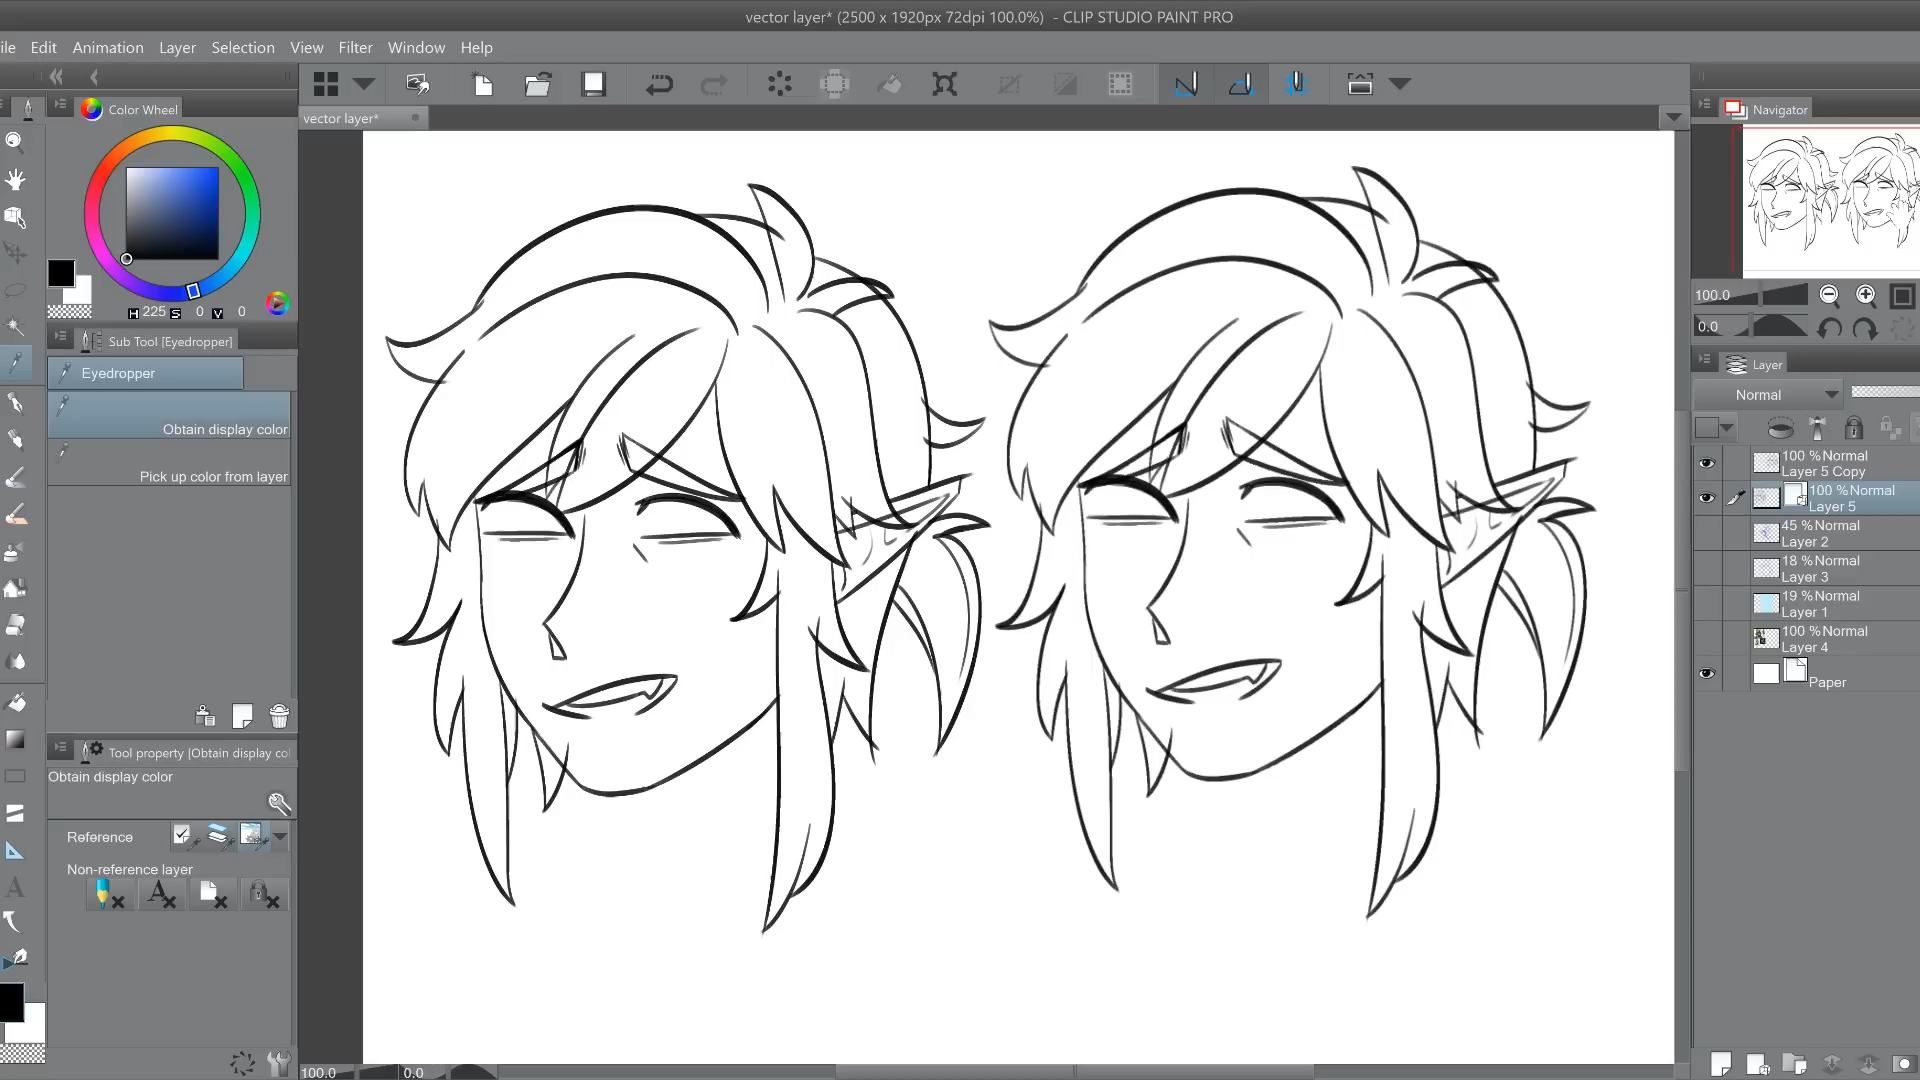 vector layer* (2500 x 1920px 72dpi 100.0%) - CLIP STUDIO PAINT PRO
ile Edit Animation Layer Selection View Filter Window Help
Color Wheel
vector layer*
Navigator
H 225 S 0 V 0
100.0
0.0
Sub Tool [Eyedropper]
Eyedropper
Obtain display color
Pick up color from layer
Layer
Normal
100 %Normal
Layer 5 Copy
100 %Normal
Layer 5
45 %Normal
Layer 2
18 %Normal
Layer 3
19 %Normal
Layer 1
100 %Normal
Layer 4
Paper
Tool property [Obtain display co
Obtain display color
Reference
Non-reference layer
100.0 0.0